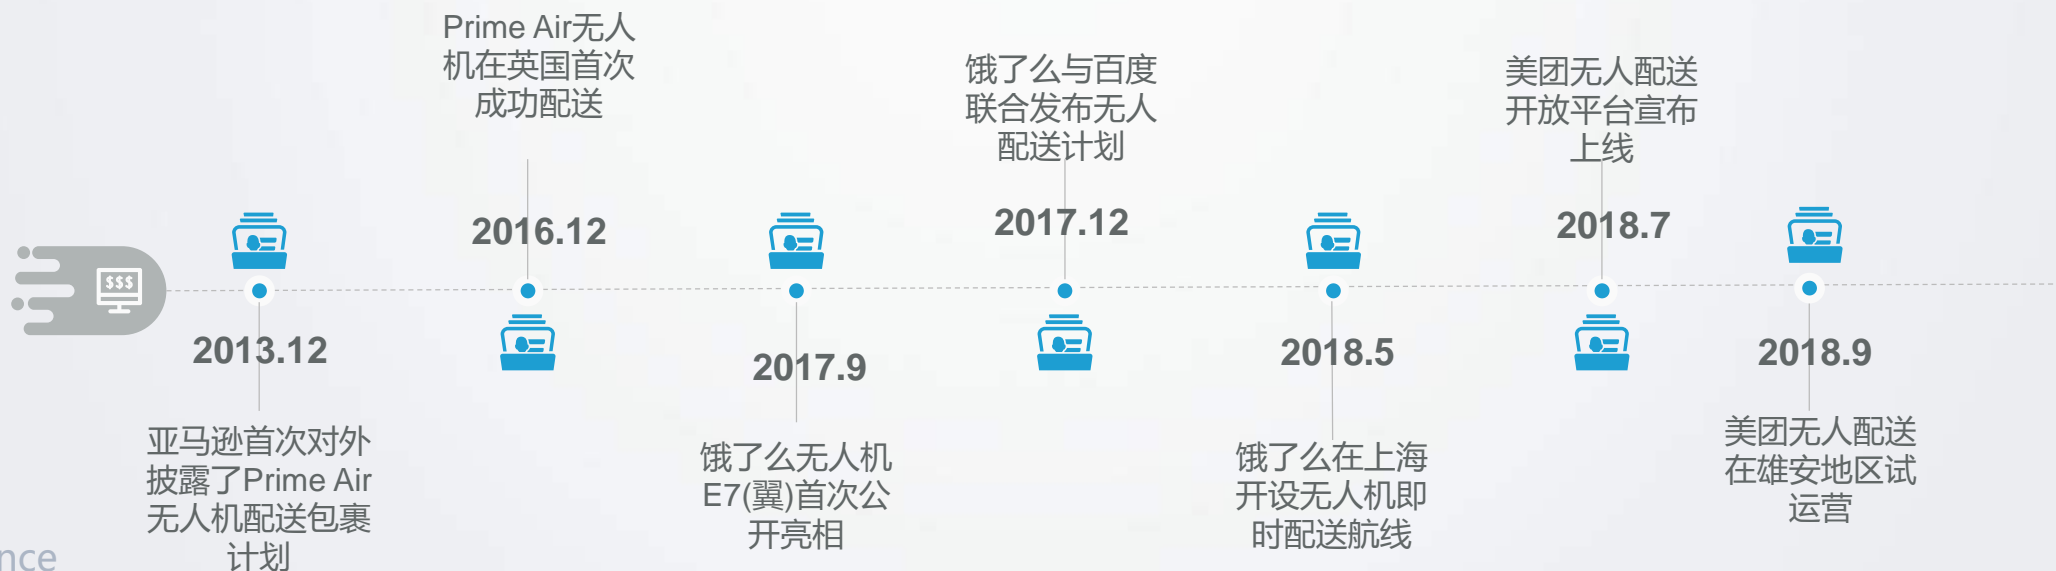 $$$
2013.12
亚马逊首次对外
披露了Prime Air
无人机配送包裹
计划
Prime Air无人
机在英国首次
成功配送
2016.12
2017.9
饿了么无人机
E7(翼)首次公
开亮相
饿了么与百度
联合发布无人
配送计划
2017.12
2018.5
饿了么在上海
开设无人机即
时配送航线
美团无人配送
开放平台宣布
上线
2018.7
2018.9
美团无人配送
在雄安地区试
运营
nce